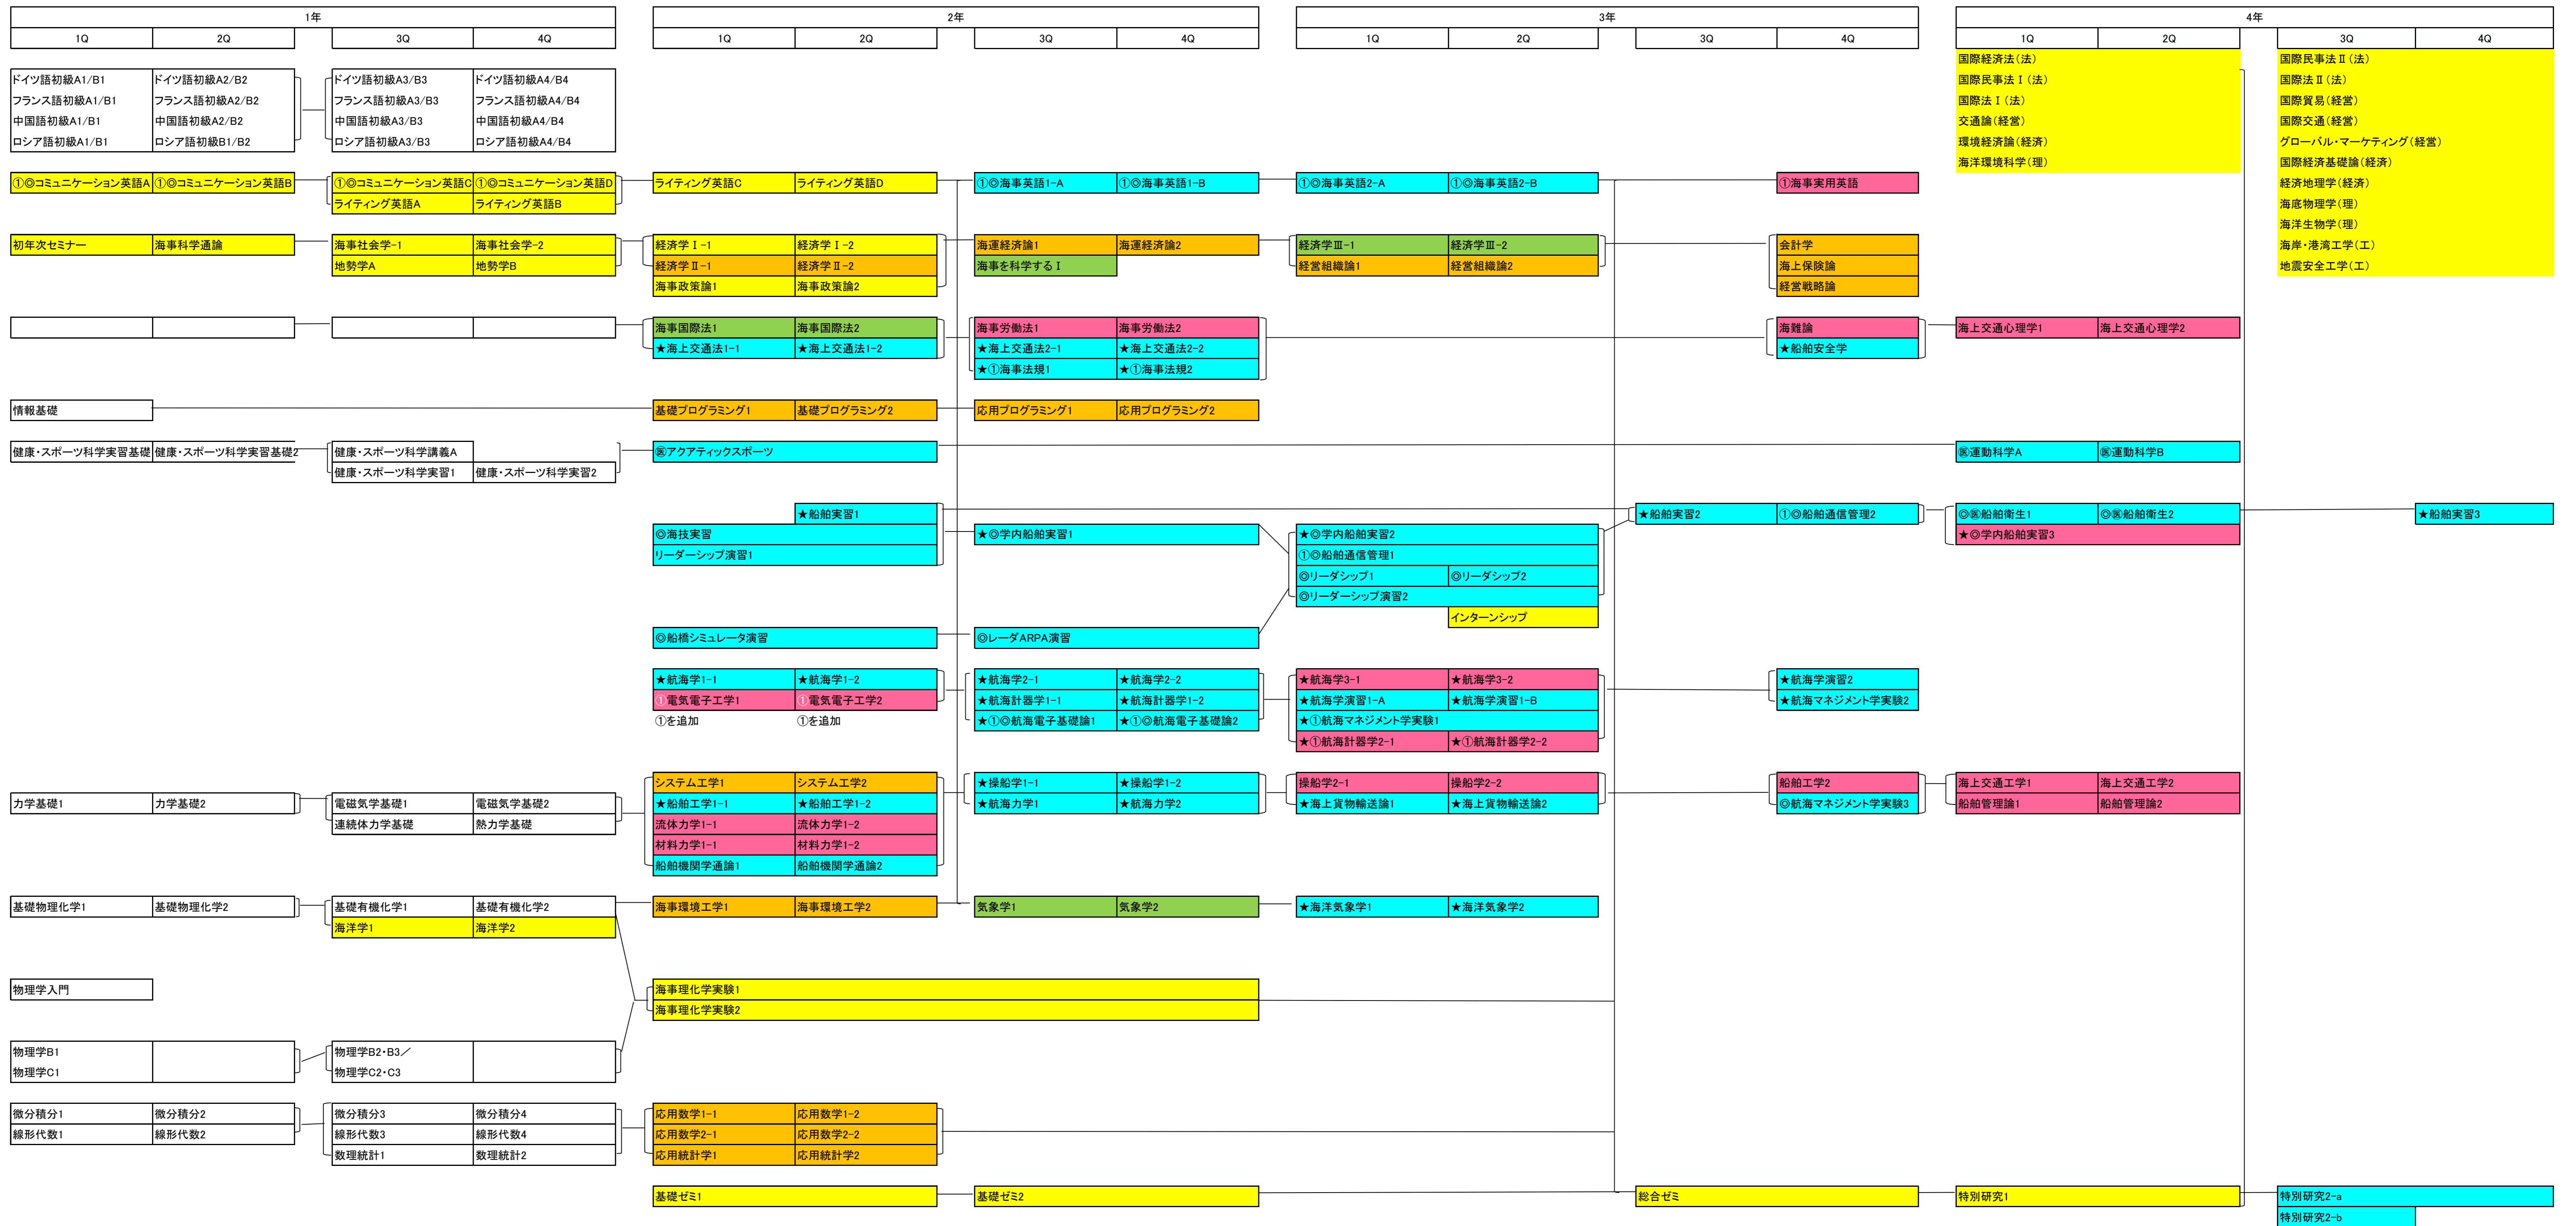 1年 2年 3年 4年
1Q 2Q 3Q 4Q 1Q 2Q 3Q 4Q 1Q 2Q 3Q 4Q 1Q 2Q 3Q 4Q
国際経済法(法) 国際民事法Ⅱ(法)
ドイツ語初級A1/B1 ドイツ語初級A2/B2 ドイツ語初級A3/B3 ドイツ語初級A4/B4 国際民事法Ⅰ(法) 国際法Ⅱ(法)
フランス語初級A1/B1 フランス語初級A2/B2 フランス語初級A3/B3 フランス語初級A4/B4 国際法Ⅰ(法) 国際貿易(経営)
中国語初級A1/B1 中国語初級A2/B2 中国語初級A3/B3 中国語初級A4/B4 交通論(経営) 国際交通(経営)
ロシア語初級A1/B1 ロシア語初級B1/B2 ロシア語初級A3/B3 ロシア語初級A4/B4 環境経済論(経済) グローバル・マーケティング(経営)
海洋環境科学(理) 国際経済基礎論(経済)
①◎コミュニケーション英語A ①◎コミュニケーション英語B ①◎コミュニケーション英語C ①◎コミュニケーション英語D ライティング英語C ライティング英語D ①◎海事英語1-A ①◎海事英語1-B ①◎海事英語2-A ①◎海事英語2-B ①海事実用英語 経済地理学(経済)
ライティング英語A ライティング英語B 海底物理学(理)
海洋生物学(理)
初年次セミナー 海事科学通論 海事社会学-1 海事社会学-2 経済学Ⅰ-1 経済学Ⅰ-2 海運経済論1 海運経済論2 経済学Ⅲ-1 経済学Ⅲ-2 会計学 海岸・港湾工学(工)
地勢学A 地勢学B 経済学Ⅱ-1 経済学Ⅱ-2 海事を科学するⅠ 経営組織論1 経営組織論2 海上保険論 地震安全工学(工)
海事政策論1 海事政策論2 経営戦略論
海事国際法1 海事国際法2 海事労働法1 海事労働法2 海難論 海上交通心理学1 海上交通心理学2
★海上交通法1-1 ★海上交通法1-2 ★海上交通法2-1 ★海上交通法2-2 ★船舶安全学
★①海事法規1 ★①海事法規2
情報基礎 基礎プログラミング1 基礎プログラミング2 応用プログラミング1 応用プログラミング2
健康・スポーツ科学実習基礎 健康・スポーツ科学実習基礎2 健康・スポーツ科学講義A アクアティックスポーツ 運動科学A 運動科学B
健康・スポーツ科学実習1 健康・スポーツ科学実習2
★船舶実習1 ★船舶実習2 ①◎船舶通信管理2 ◎船舶衛生1 ◎船舶衛生2 ★船舶実習3
◎海技実習 ★◎学内船舶実習1 ★◎学内船舶実習2 ★◎学内船舶実習3
リーダーシップ演習1 ①◎船舶通信管理1
◎リーダシップ1 ◎リーダシップ2
◎リーダーシップ演習2
インターンシップ
◎船橋シミュレータ演習 ◎レーダARPA演習
★航海学1-1 ★航海学1-2 ★航海学2-1 ★航海学2-2 ★航海学3-1 ★航海学3-2 ★航海学演習2
①電気電子工学1 ①電気電子工学2 ★航海計器学1-1 ★航海計器学1-2 ★航海学演習1-A ★航海学演習1-B ★航海マネジメント学実験2
①を追加 ①を追加 ★①◎航海電子基礎論1 ★①◎航海電子基礎論2 ★①航海マネジメント学実験1
★①航海計器学2-1 ★①航海計器学2-2
システム工学1 システム工学2 ★操船学1-1 ★操船学1-2 操船学2-1 操船学2-2 船舶工学2 海上交通工学1 海上交通工学2
力学基礎1 力学基礎2 電磁気学基礎1 電磁気学基礎2 ★船舶工学1-1 ★船舶工学1-2 ★航海力学1 ★航海力学2 ★海上貨物輸送論1 ★海上貨物輸送論2 ◎航海マネジメント学実験3 船舶管理論1 船舶管理論2
連続体力学基礎 熱力学基礎 流体力学1-1 流体力学1-2
材料力学1-1 材料力学1-2
船舶機関学通論1 船舶機関学通論2
基礎物理化学1 基礎物理化学2 基礎有機化学1 基礎有機化学2 海事環境工学1 海事環境工学2 気象学1 気象学2 ★海洋気象学1 ★海洋気象学2
海洋学1 海洋学2
物理学入門 海事理化学実験1
海事理化学実験2
物理学B1 物理学B2・B3／
物理学C1 物理学C2・C3
微分積分1 微分積分2 微分積分3 微分積分4 応用数学1-1 応用数学1-2
線形代数1 線形代数2 線形代数3 線形代数4 応用数学2-1 応用数学2-2
数理統計1 数理統計2 応用統計学1 応用統計学2
基礎ゼミ1 基礎ゼミ2 総合ゼミ 特別研究1 特別研究2-a
特別研究2-b